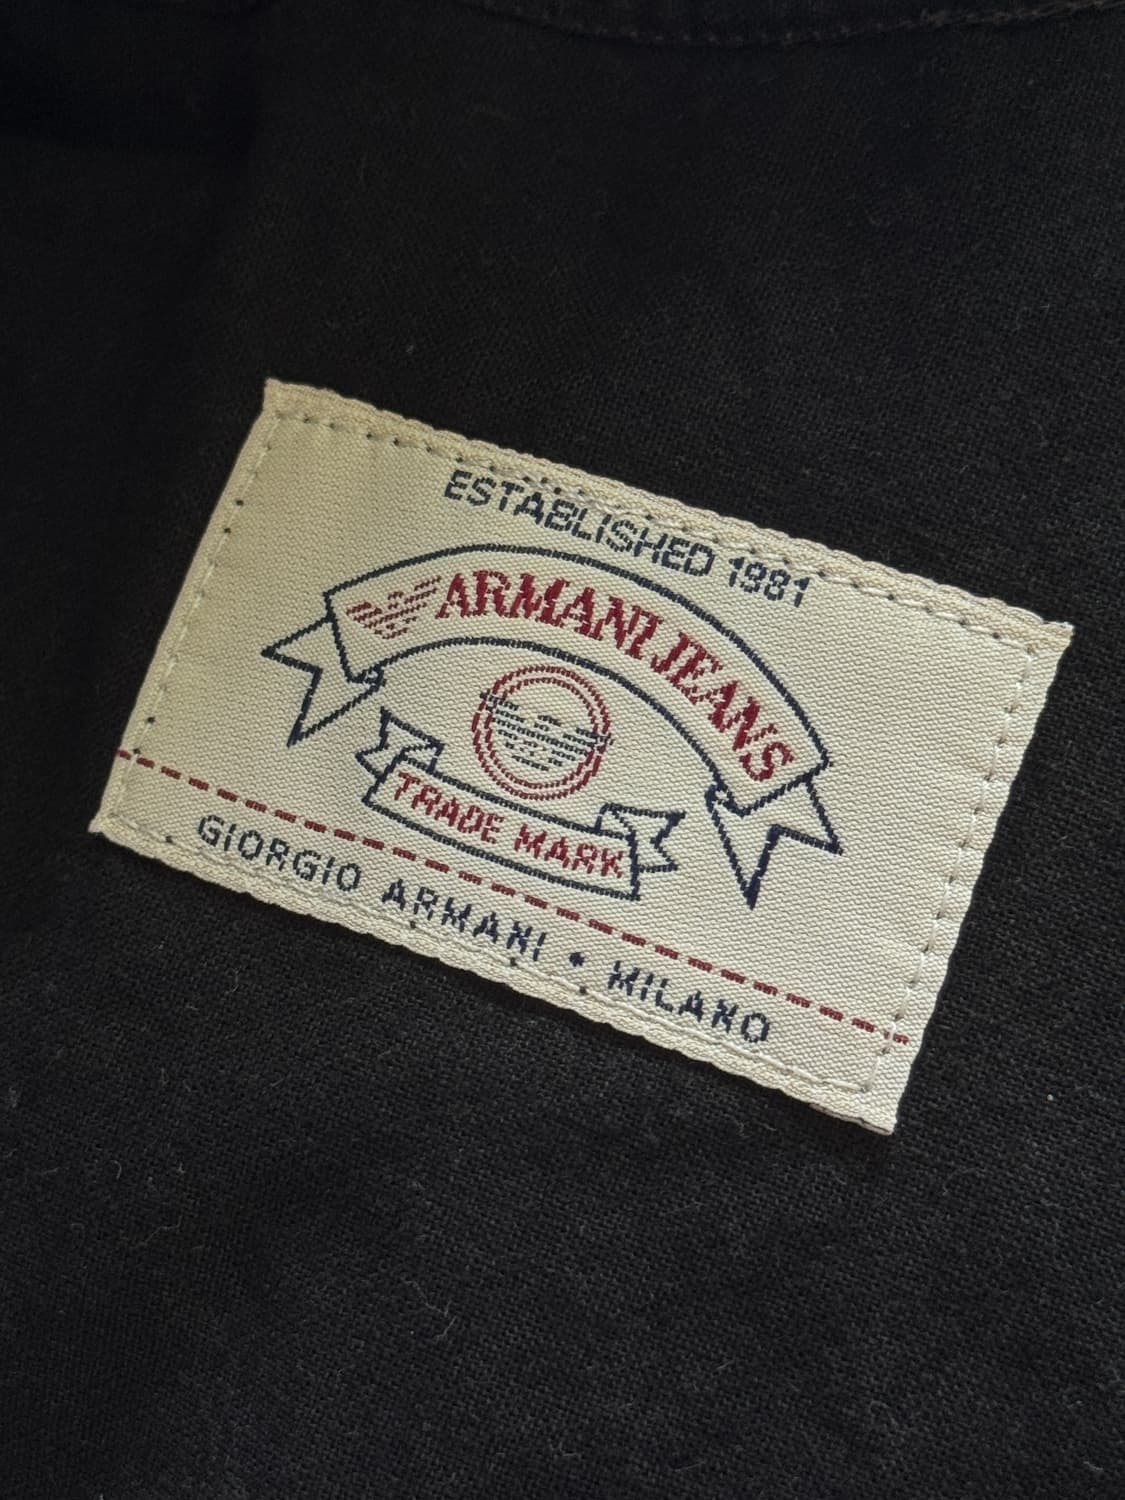 ESTABLISHED 1981
ARMANI JEANS
TRADE MARK
GIORGIO ARMANI • MILANO